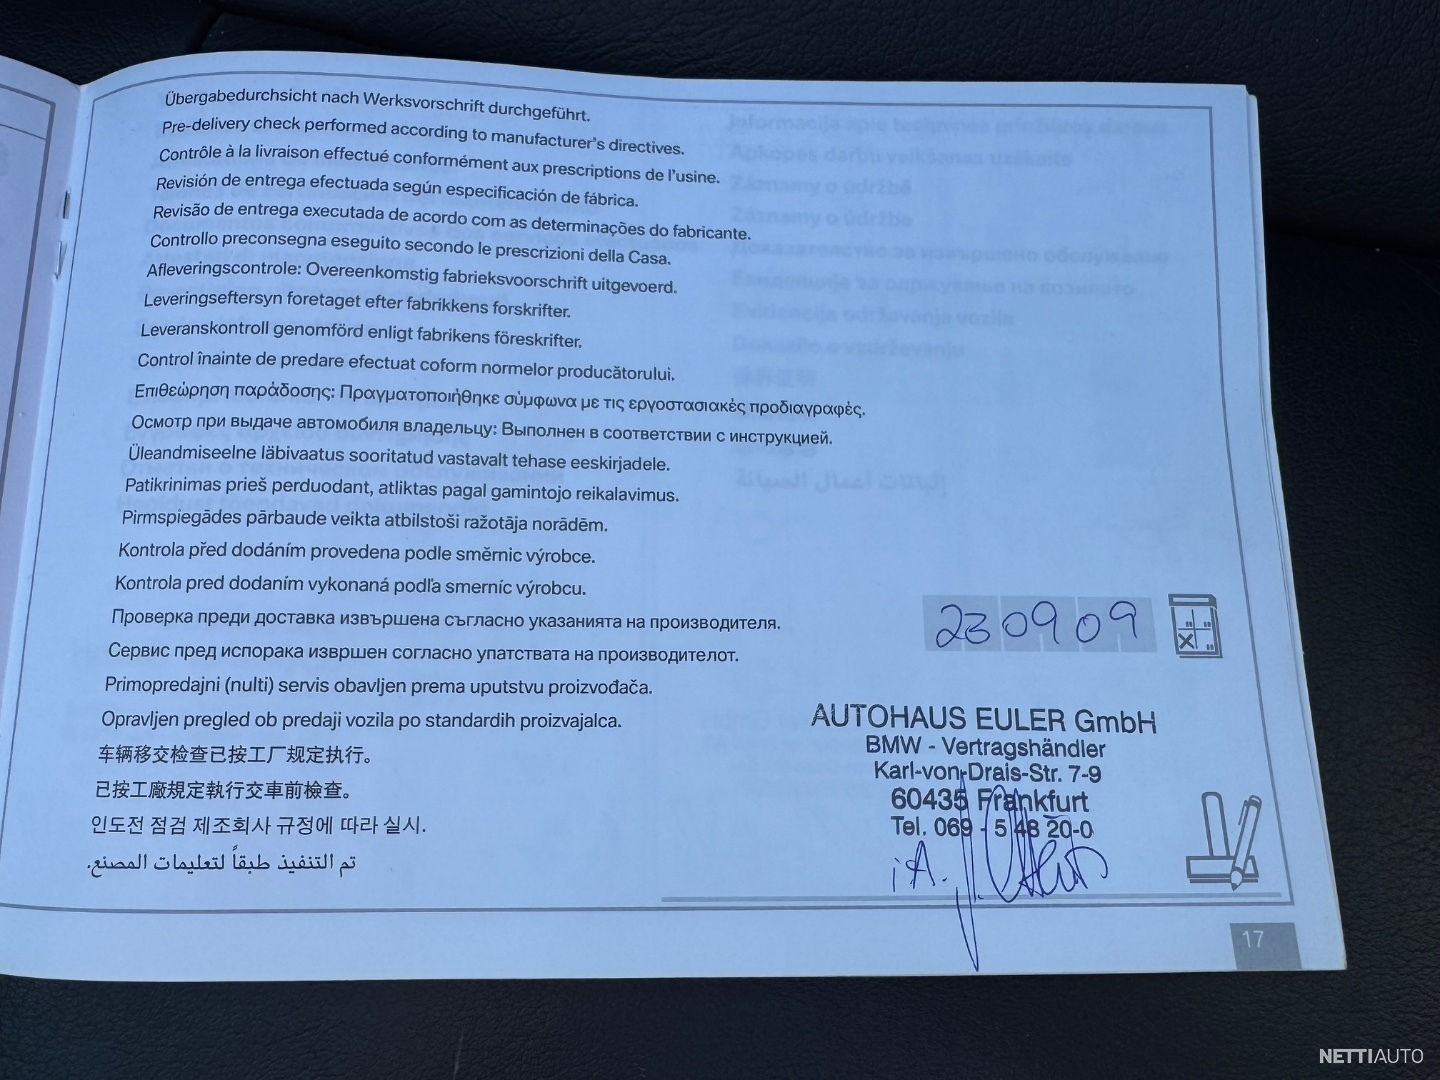 Übergabedurchsicht nach Werksvorschrift durchgeführt.
Pre-delivery check performed according to manufacturer's directives.
Contrôle à la livraison effectué conformément aux prescriptions de l'usine.
Revisión de entrega efectuada según especificación de fábrica.
Revisão de entrega executada de acordo com as determinações do fabricante.
Controllo preconsegna eseguito secondo le prescrizioni della Casa.
Afleveringscontrole: Overeenkomstig fabrieksvoorschrift uitgevoerd.
Leveringseftersyn foretaget efter fabrikkens forskrifter.
Leveranskontroll genomförd enligt fabrikens föreskrifter.
Control înainte de predare efectuat coform normelor producătorului.
Επιθεώρηση παράδοσης: Πραγματοποιήθηκε σύμφωνα με τις εργοστασιακές προδιαγραφές.
Осмотр при выдаче автомобиля владельцу: Выполнен в соответствии с инструкцией.
Üleandmiseelne läbivaatus sooritatud vastavalt tehase eeskirjadele.
Patikrinimas prieš perduodant, atliktas pagal gamintojo reikalavimus.
Pirmspiegādes pārbaude veikta atbilstoši ražotāja norādēm.
Kontrola před dodáním provedena podle směrnic výrobce.
Kontrola pred dodaním vykonaná podľa smerníc výrobcu.
Проверка преди доставка извършена съгласно указанията на производителя.
Сервис пред испорака извршен согласно упатствата на производителот.
Primopredajni (nulti) servis obavljen prema uputstvu proizvođača.
Opravljen pregled ob predaji vozila po standardih proizvajalca.
车辆移交检查已按工厂规定执行。
已按工廠規定執行交車前檢查。
인도전 점검 제조회사 규정에 따라 실시.
تم التنفيذ طبقاً لتعليمات المصنع.
23 09 09
AUTOHAUS EULER GmbH
BMW - Vertragshändler
Karl-von-Drais-Str. 7-9
60435 Frankfurt
Tel. 069 - 5 48 20-0
i.A.
17
NETTIAUTO